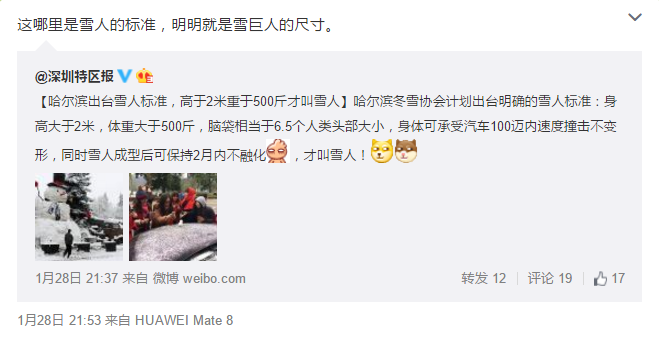 这哪里是雪人的标准，明明就是雪巨人的尺寸。
@深圳特区报
【哈尔滨出台雪人标准，高于2米重于500斤才叫雪人】哈尔滨冬雪协会计划出台明确的雪人标准：身
高大于2米，体重大于500斤，脑袋相当于6.5个人类头部大小，身体可承受汽车100迈内速度撞击不变
形，同时雪人成型后可保持2月内不融化，才叫雪人！
1月28日 21:37 来自 微博 weibo.com 转发 12 评论 19 17
1月28日 21:53 来自 HUAWEI Mate 8